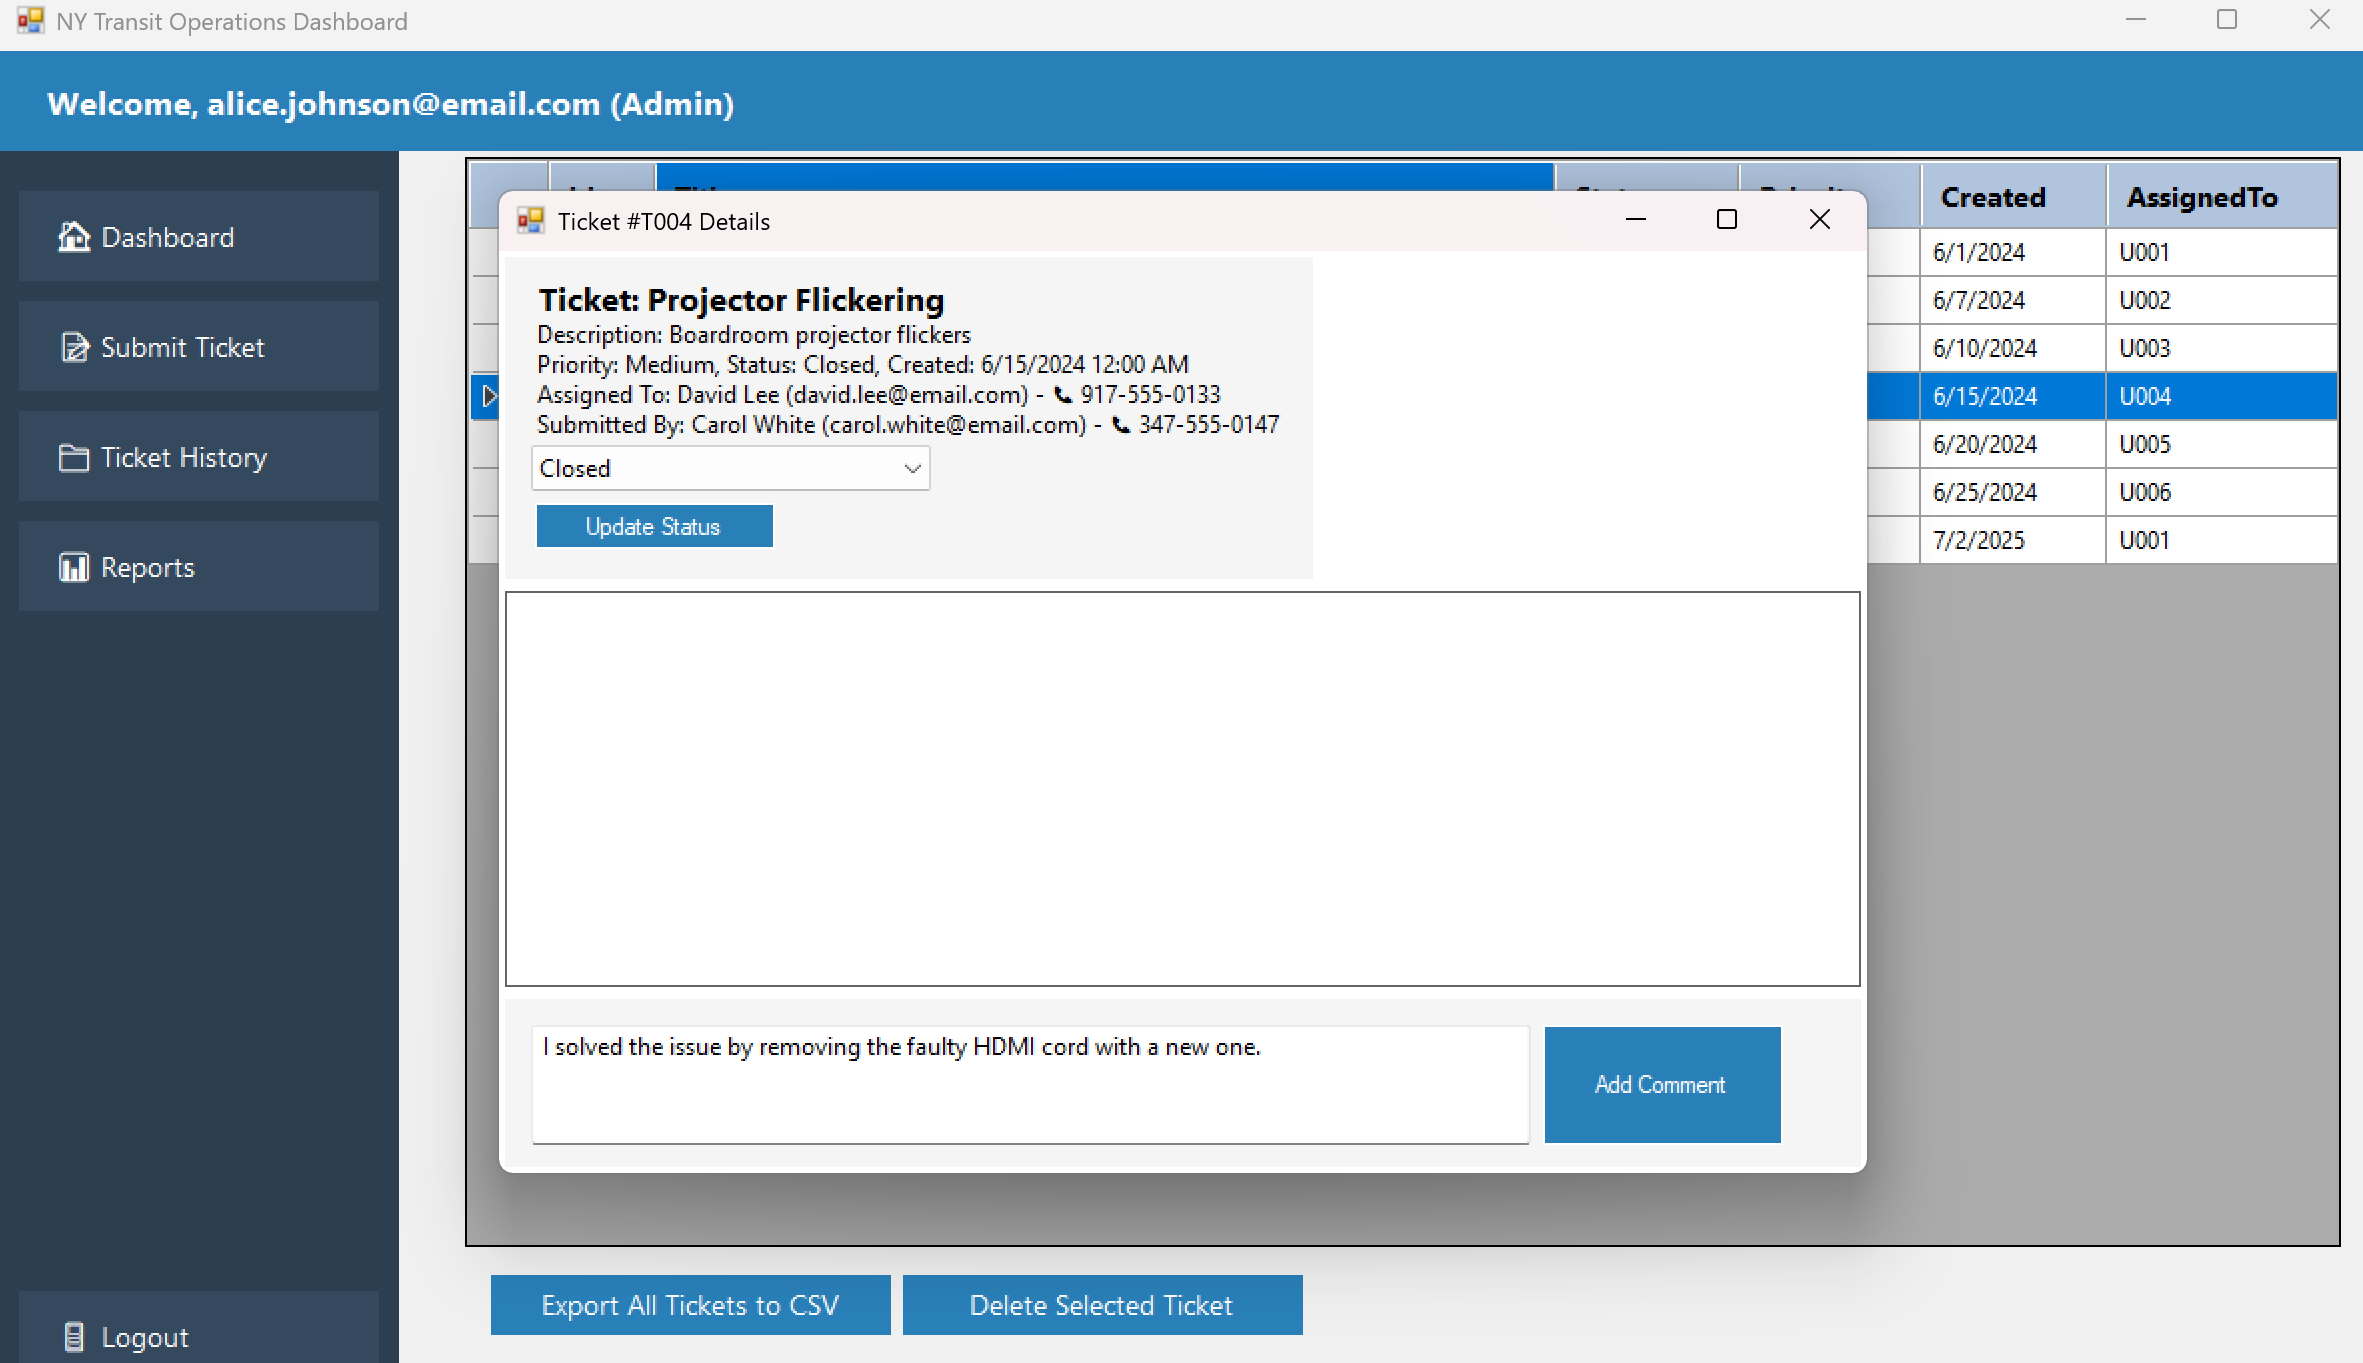 NY Transit Operations Dashboard
Welcome, alice.johnson@email.com (Admin)
Dashboard
Submit Ticket
Ticket History
Reports
Logout
Created AssignedTo
6/1/2024 U001
6/7/2024 U002
6/10/2024 U003
6/15/2024 U004
6/20/2024 U005
6/25/2024 U006
7/2/2025 U001
Ticket #T004 Details
Ticket: Projector Flickering
Description: Boardroom projector flickers
Priority: Medium, Status: Closed, Created: 6/15/2024 12:00 AM
Assigned To: David Lee (david.lee@email.com) - 📞 917-555-0133
Submitted By: Carol White (carol.white@email.com) - 📞 347-555-0147
Closed
Update Status
I solved the issue by removing the faulty HDMI cord with a new one.
Add Comment
Export All Tickets to CSV
Delete Selected Ticket